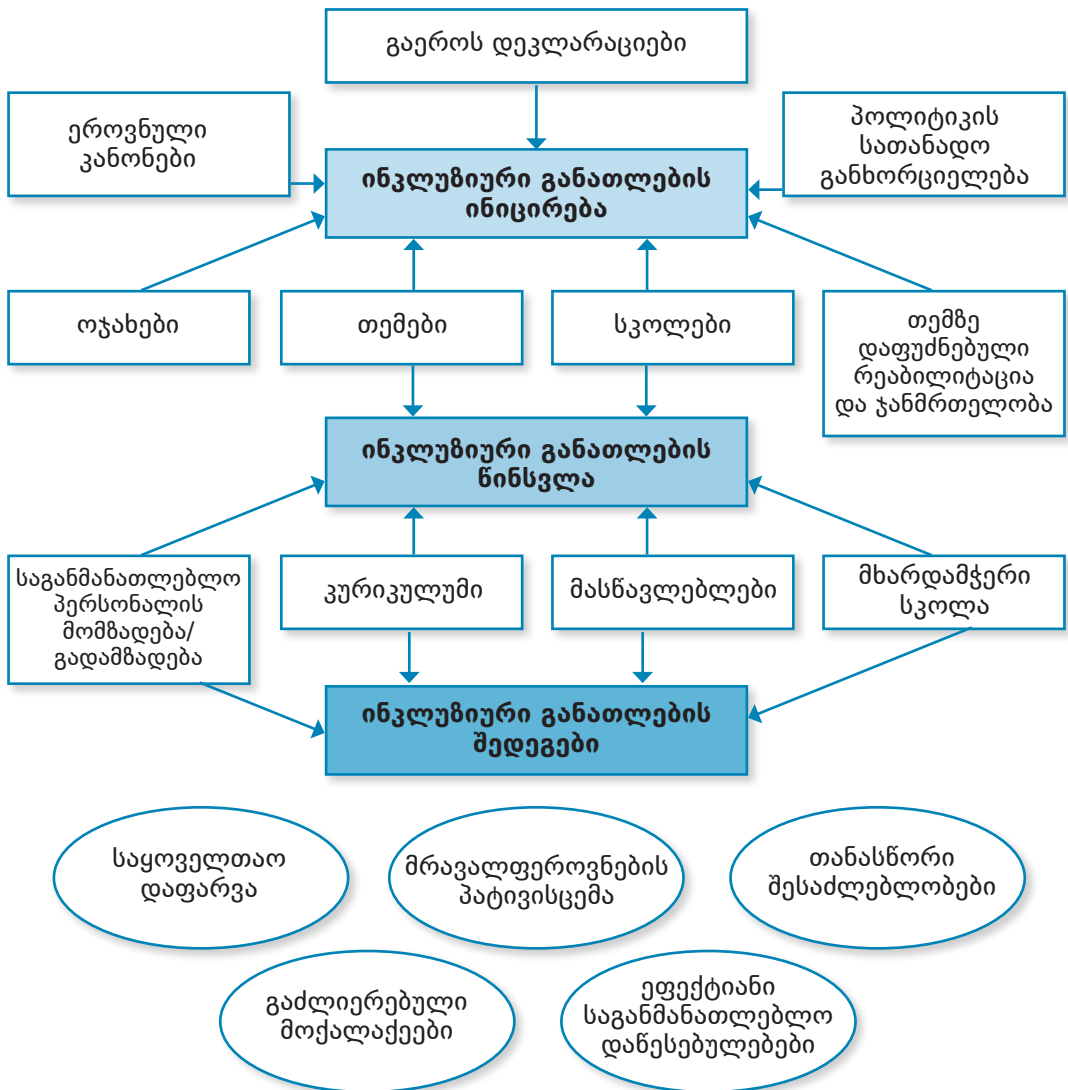 გაეროს დეკლარაციები
ეროვნული
კანონები
პოლიტიკის
სათანადო
განხორციელება
ინკლუზიური განათლების
ინიცირება
ოჯახები
თემები
სკოლები
თემზე
დაფუძნებული
რეაბილიტაცია
და ჯანმრთელობა
ინკლუზიური განათლების
წინსვლა
საგანმანათლებლო
პერსონალის
მომზადება/
გადამზადება
კურიკულუმი
მასწავლებლები
მხარდამჭერი
სკოლა
ინკლუზიური განათლების
შედეგები
საყოველთაო
დაფარვა
მრავალფეროვნების
პატივისცემა
თანასწორი
შესაძლებლობები
გაძლიერებული
მოქალაქეები
ეფექტიანი
საგანმანათლებლო
დაწესებულებები